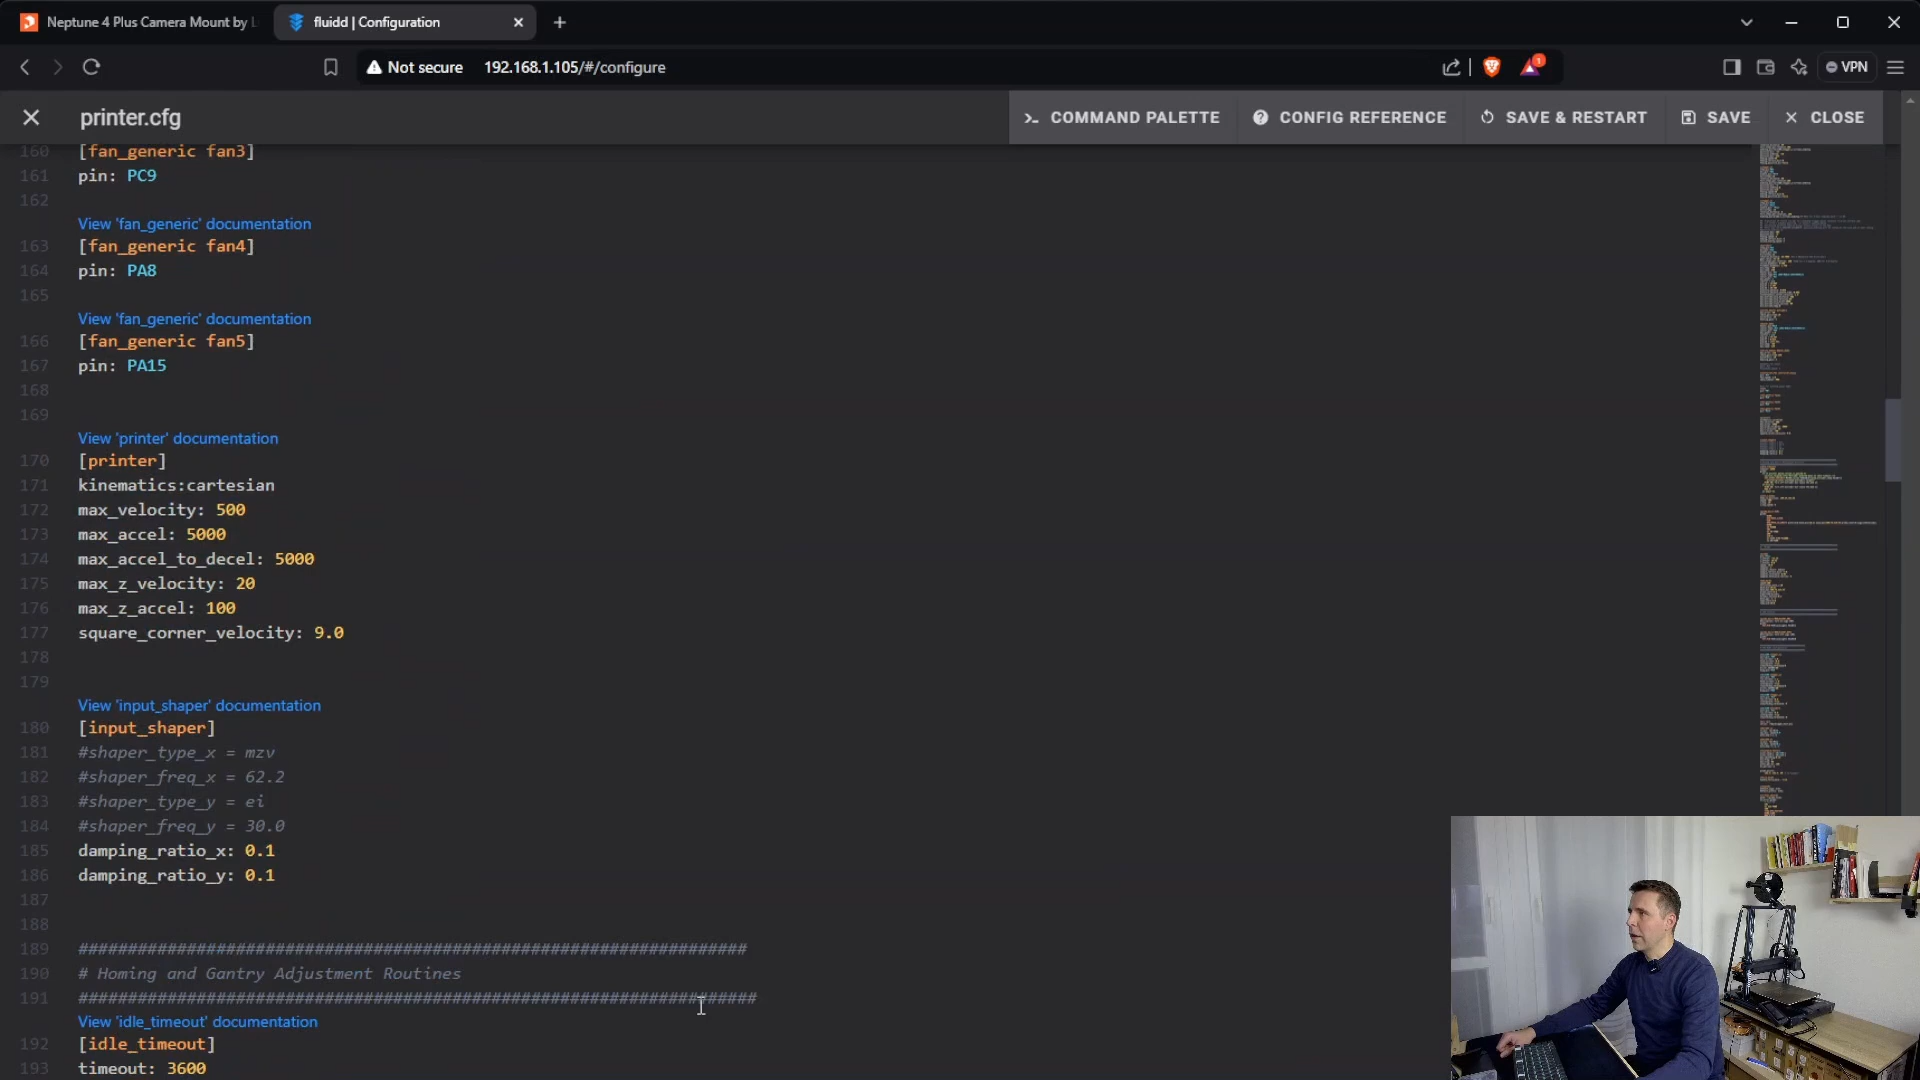 Neptune 4 Plus Camera Mount by
fluidd | Configuration
Not secure
192.168.1.105/#/configure
1
VPN
printer.cfg
COMMAND PALETTE
CONFIG REFERENCE
SAVE & RESTART
SAVE
CLOSE
160 [fan_generic fan3]
161 pin: PC9
162
View 'fan_generic' documentation
163 [fan_generic fan4]
164 pin: PA8
165
View 'fan_generic' documentation
166 [fan_generic fan5]
167 pin: PA15
168
169
View 'printer' documentation
170 [printer]
171 kinematics:cartesian
172 max_velocity: 500
173 max_accel: 5000
174 max_accel_to_decel: 5000
175 max_z_velocity: 20
176 max_z_accel: 100
177 square_corner_velocity: 9.0
178
179
View 'input_shaper' documentation
180 [input_shaper]
181 #shaper_type_x = mzv
182 #shaper_freq_x = 62.2
183 #shaper_type_y = ei
184 #shaper_freq_y = 30.0
185 damping_ratio_x: 0.1
186 damping_ratio_y: 0.1
187
188
189 ####################################################################
190 # Homing and Gantry Adjustment Routines
191 #####################################################################
View 'idle_timeout' documentation
192 [idle_timeout]
193 timeout: 3600